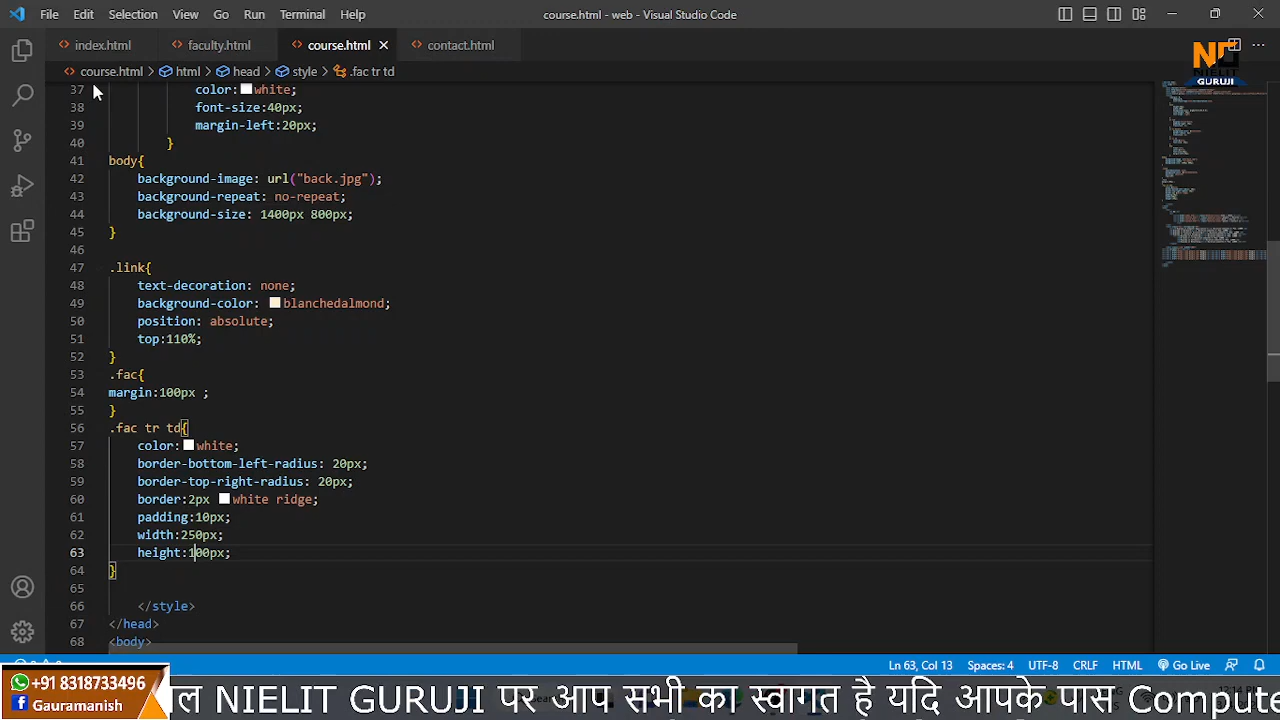 File Edit Selection View Go Run Terminal Help course.html - web - Visual Studio Code
index.html faculty.html course.html contact.html
course.html > html > head > style > .fac tr td
NIELIT
GURUJI
37 color: white;
38 font-size:40px;
39 margin-left:20px;
40 }
41 body{
42 background-image: url("back.jpg");
43 background-repeat: no-repeat;
44 background-size: 1400px 800px;
45 }
46
47 .link{
48 text-decoration: none;
49 background-color: blanchedalmond;
50 position: absolute;
51 top:110%;
52 }
53 .fac{
54 margin:100px ;
55 }
56 .fac tr td{
57 color: white;
58 border-bottom-left-radius: 20px;
59 border-top-right-radius: 20px;
60 border:2px white ridge;
61 padding:10px;
62 width:250px;
63 height:100px;
64 }
65
66 </style>
67 </head>
68 <body>
Ln 63, Col 13 Spaces: 4 UTF-8 CRLF HTML Go Live
+91 8318733496
Gauramanish
ल NIELIT GURUJI पर आप सभी का स्वागत है यदि आपके पास Compute